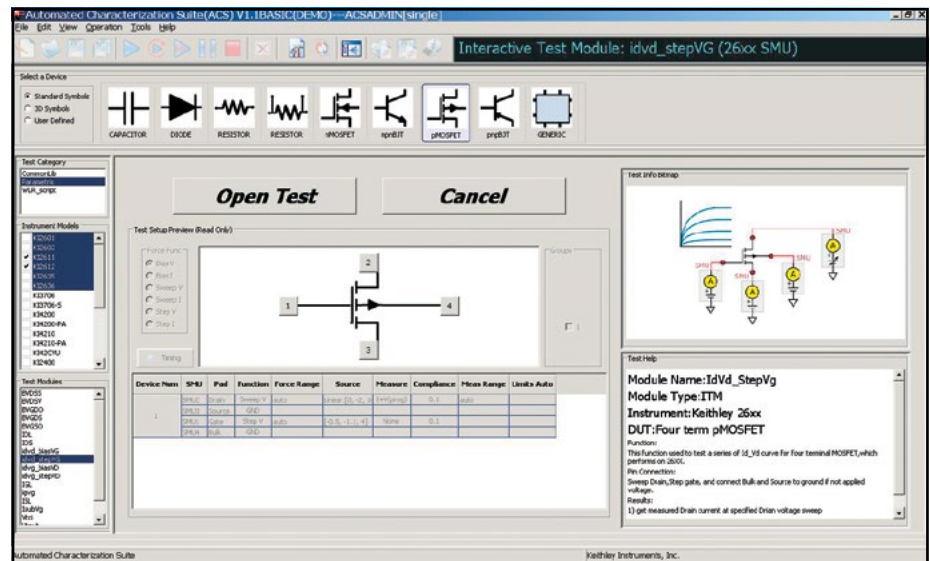 Automated Characterization Suite(ACS) V1.1BASIC(DEMO)---ACSADMIN[single]
File Edit View Operation Tools Help
Interactive Test Module: idvd_stepVG (26xx SMU)
Select a Device
Standard Symbols
3D Symbols
User Defined
CAPACITOR DIODE RESISTOR RESISTOR nMOSFET npnBJT pMOSFET pnpBJT GENERIC
Test Category
CommonLib
Parametric
WLR_script
Instrument Models
KI2601
KI2602
KI2611
KI2612
KI2635
KI2636
KI3706
KI3706-S
KI4200
KI4200-PA
KI4210
KI4210-PA
KI42CVU
KI2400
Test Modules
BVDSS
BVDSV
BVGDO
BVGDS
BVGSO
IDL
IDS
idvd_biasVG
idvd_stepVG
idvg_biasVD
idvg_stepVD
IGL
igvg
ISL
IsubVg
Open Test Cancel
Test Setup Preview (Read Only)
Force Func
Bias V
Bias I
Sweep V
Sweep I
Step V
Step I
Timing
1
2
3
4
Groups
1
Device Num SMU Pad Function Force Range Source Measure Compliance Meas Range Limits Auto
1
Drain Sweep V auto 0.1 auto
Source GND
Gate Step V auto None 0.1
Bulk GND
Test Info Bitmap
SMU
SMU
SMU
SMU
A
A
A
A
Test Help
Module Name:IdVd_StepVg
Module Type:ITM
Instrument:Keithley 26xx
DUT:Four term pMOSFET
Function:
This function used to test a series of Id_Vd curve for four terminal MOSFET,which
performs on 26XX.
Pin Connection:
Sweep Drain,Step gate, and connect Bulk and Source to ground if not applied
voltage.
Results:
1) get measured Drain current at specified Drian voltage sweep
Automated Characterization Suite
Keithley Instruments, Inc.